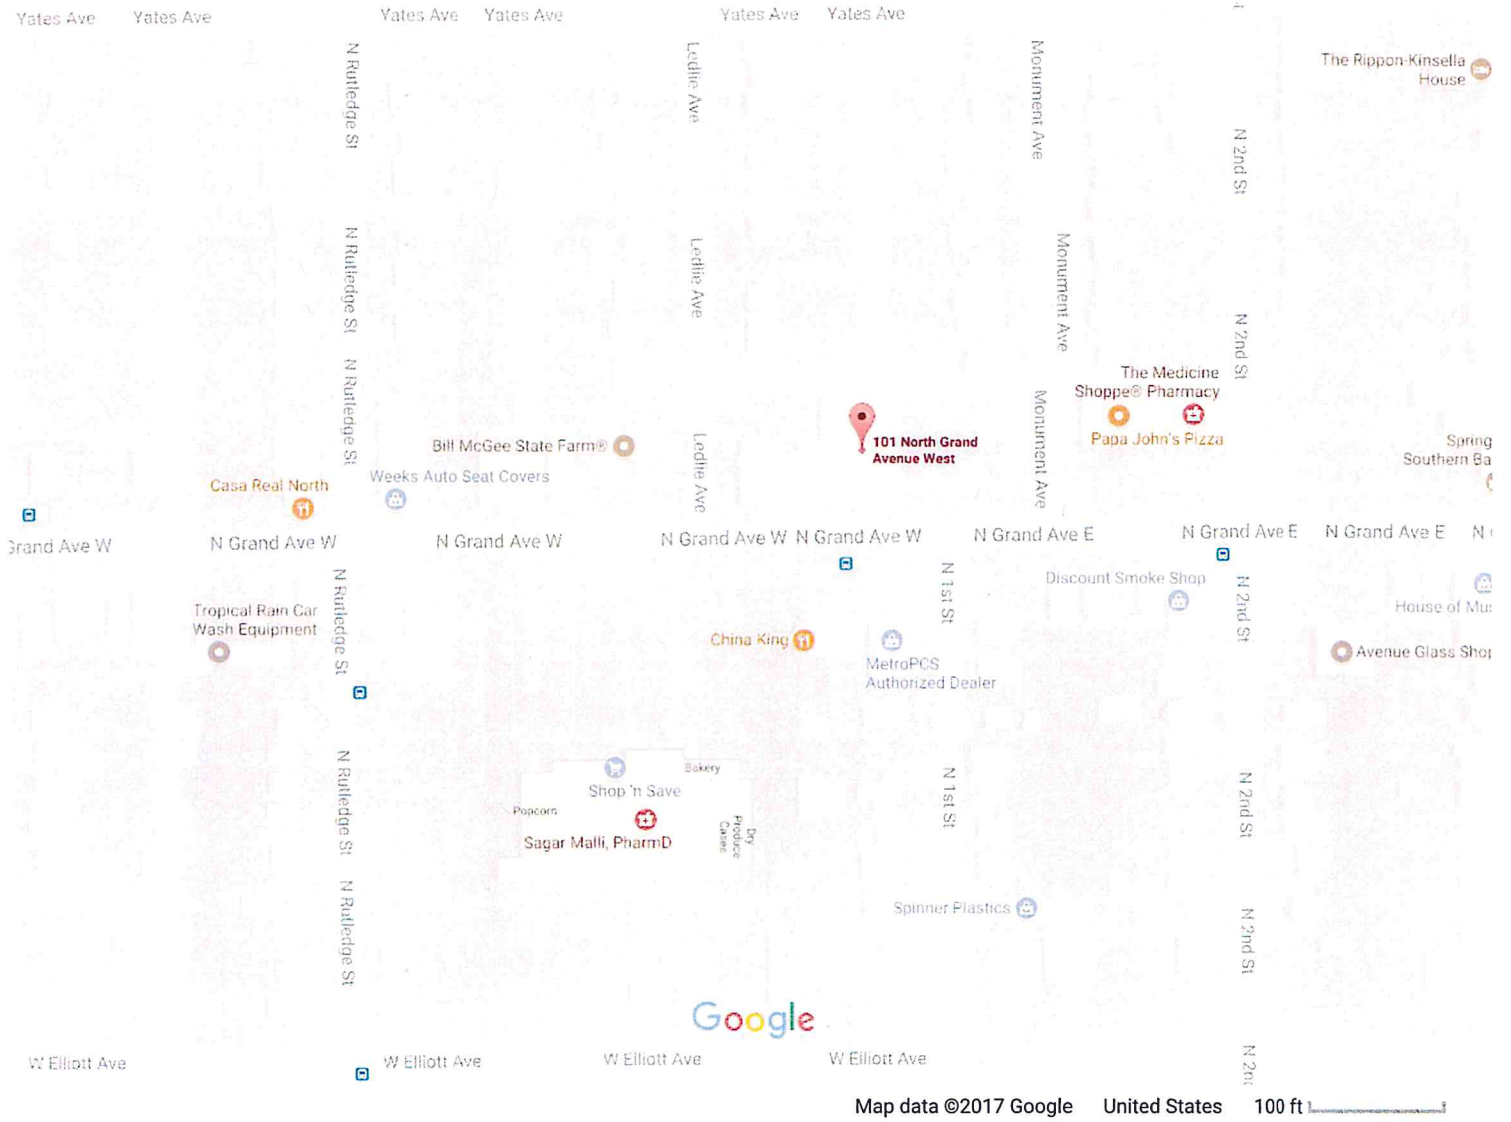 Yates Ave
Yates Ave
Yates Ave
Yates Ave
Yates Ave
Yates Ave
N Rutledge St
Ledlie Ave
Monument Ave
The Rippon-Kinsella
House
N 2nd St
N Rutledge St
Ledlie Ave
Monument Ave
N 2nd St
N Rutledge St
The Medicine
Shoppe® Pharmacy
Papa John's Pizza
Monument Ave
Bill McGee State Farm®
Ledlie Ave
101 North Grand
Avenue West
Spring
Southern Ba
Weeks Auto Seat Covers
Casa Real North
Grand Ave W
N Grand Ave W
N Grand Ave W
N Grand Ave W
N Grand Ave W
N Grand Ave E
N Grand Ave E
N Grand Ave E
N
N Rutledge St
N 1st St
Discount Smoke Shop
N 2nd St
House of Mus
Tropical Rain Car
Wash Equipment
China King
MetroPCS
Authorized Dealer
Avenue Glass Shop
N Rutledge St
Shop 'n Save
Bakery
N 1st St
N 2nd St
Popcorn
Sagar Malli, PharmD
Dry
Produce
Cases
N Rutledge St
Spinner Plastics
N 2nd St
Google
W Elliott Ave
W Elliott Ave
W Elliott Ave
W Elliott Ave
N 2nd
Map data ©2017 Google United States 100 ft